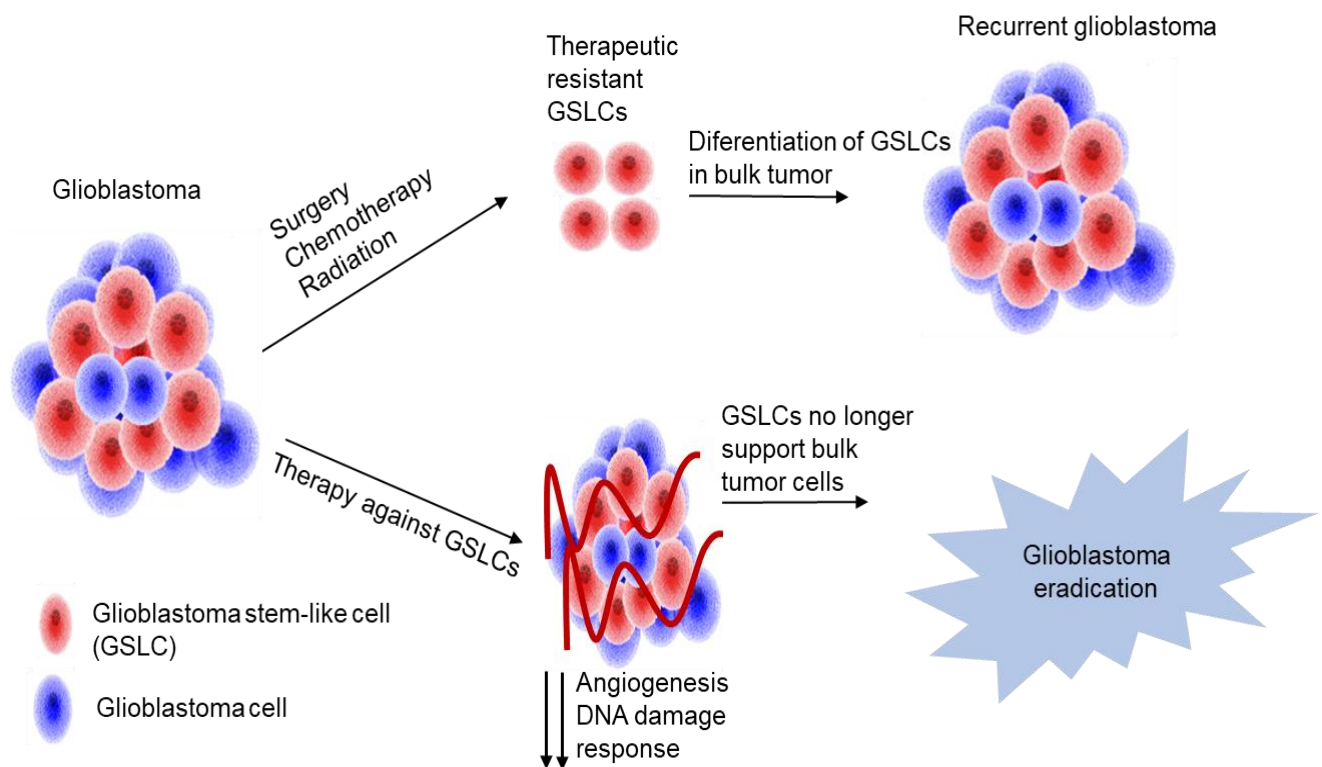 Glioblastoma
Surgery
Chemotherapy
Radiation
Therapeutic
resistant
GSLCs
Diferentiation of GSLCs
in bulk tumor
Recurrent glioblastoma
Therapy against GSLCs
GSLCs no longer
support bulk
tumor cells
Glioblastoma
eradication
Angiogenesis
DNA damage
response
Glioblastoma stem-like cell
(GSLC)
Glioblastoma cell